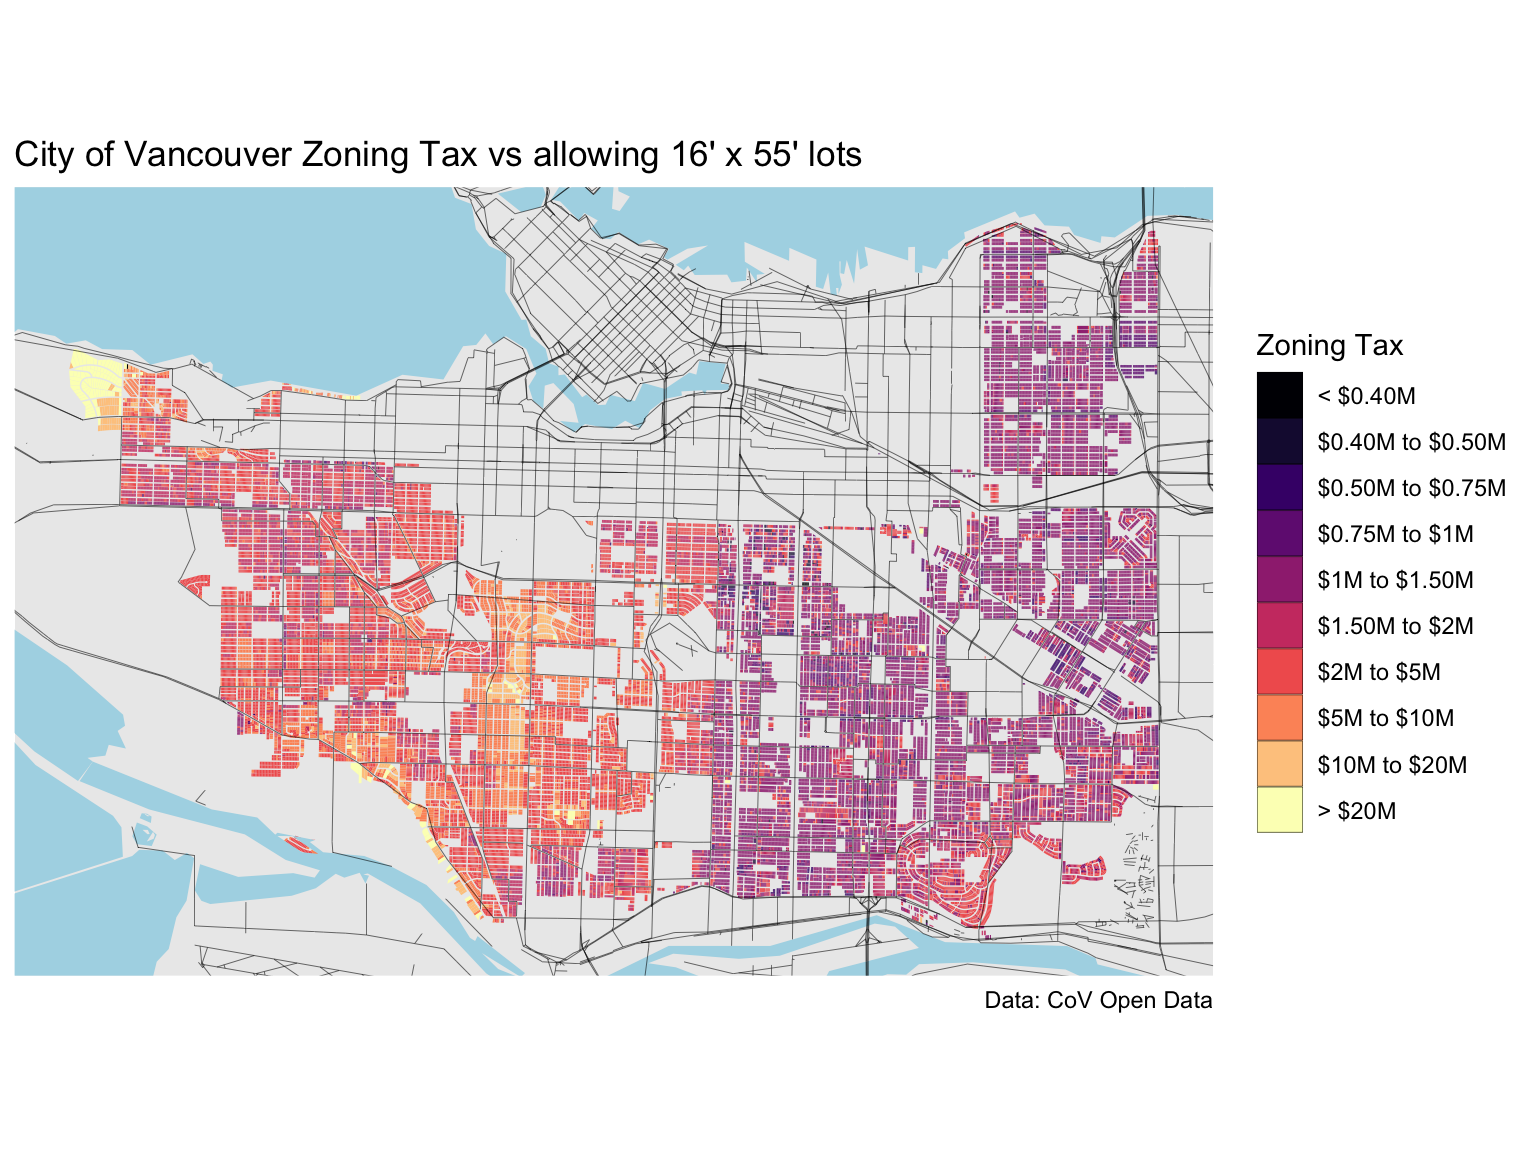 City of Vancouver Zoning Tax vs allowing 16' x 55' lots
Zoning Tax
< $0.40M
$0.40M to $0.50M
$0.50M to $0.75M
$0.75M to $1M
$1M to $1.50M
$1.50M to $2M
$2M to $5M
$5M to $10M
$10M to $20M
> $20M
Data: CoV Open Data